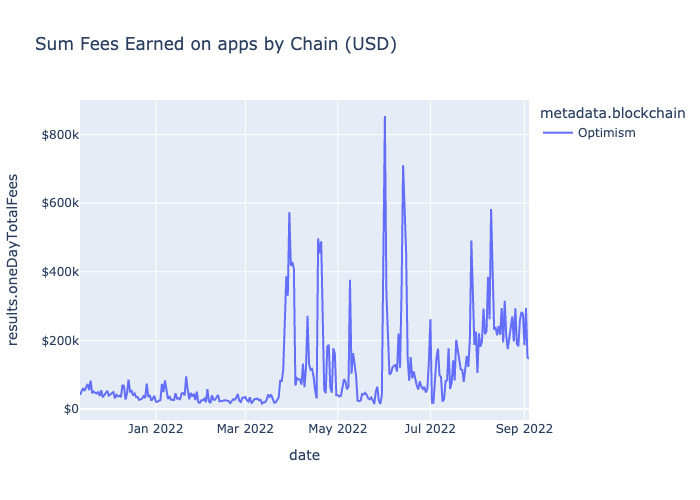 Sum Fees Earned on apps by Chain (USD)
metadata.blockchain
Optimism
results.oneDayTotalFees
$800k
$600k
$400k
$200k
$0
Jan 2022
Mar 2022
May 2022
Jul 2022
Sep 2022
date